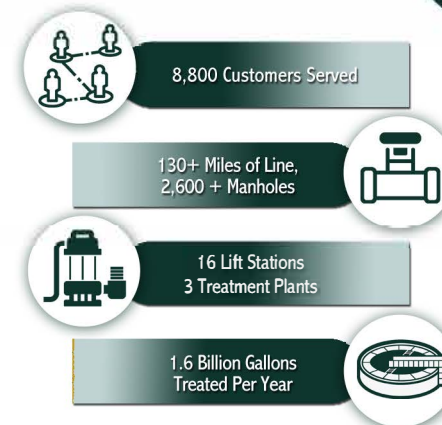 8,800 Customers Served
130+ Miles of Line,
2,600 + Manholes
16 Lift Stations
3 Treatment Plants
1.6 Billion Gallons
Treated Per Year